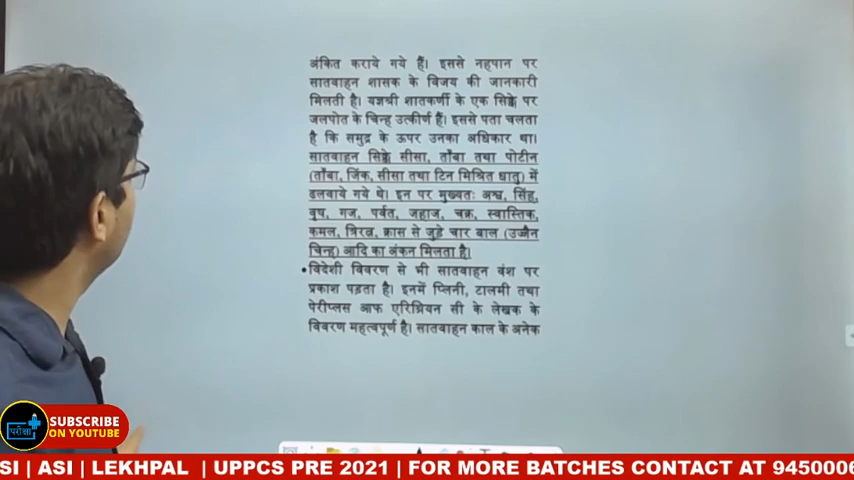 अंकित कराये गये हैं। इससे नहपान पर
सातवाहन शासक के विजय की जानकारी
मिलती है। यज्ञश्री शातकर्णी के एक सिक्के पर
जलपोत के चिन्ह उत्कीर्ण हैं। इससे पता चलता
है कि समुद्र के ऊपर उनका अधिकार था।
सातवाहन सिक्के सीसा, ताँबा तथा पोटीन
(ताँबा, जिंक, सीसा तथा टिन मिश्रित धातु) में
ढलवाये गये थे। इन पर मुख्यतः अश्व, सिंह,
वृष, गज, पर्वत, जहाज, चक्र, स्वास्तिक,
कमल, त्रिरत्न, क्रास से जुड़े चार बाल (उज्जैन
चिन्ह) आदि का अंकन मिलता है।
•विदेशी विवरण से भी सातवाहन वंश पर
प्रकाश पड़ता है। इनमें प्लिनी, टालमी तथा
पेरीप्लस आफ एरिथ्रियन सी के लेखक के
विवरण महत्वपूर्ण है। सातवाहन काल के अनेक
परीक्षा
SUBSCRIBE
ON YOUTUBE
SI | ASI | LEKHPAL | UPPCS PRE 2021 | FOR MORE BATCHES CONTACT AT 9450006